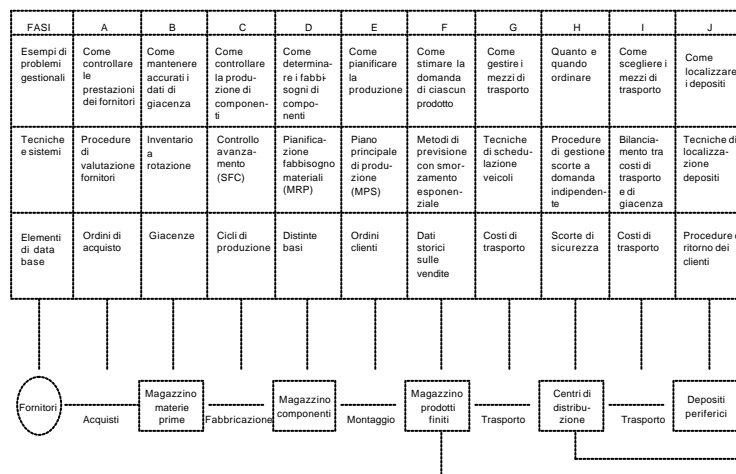 FASI A B C D E F G H I J
Esempi di
problemi
gestionali
Come
controllare
le
prestazioni
dei fornitori
Come
mantenere
accurati i
dati di
giacenza
Come
controllare
la produ-
zione di
componen-
ti
Come
determina-
re i fabbi-
sogni di
compo-
nenti
Come
pianificare
la
produzione
Come
stimare la
domanda
di ciascun
prodotto
Come
gestire i
mezzi di
trasporto
Quanto e
quando
ordinare
Come
scegliere i
mezzi di
trasporto
Come
localizzare
i depositi
Tecniche
e sistemi
Procedure
di
valutazione
fornitori
Inventario
a
rotazione
Controllo
avanza-
mento
(SFC)
Pianifica-
zione
fabbisogno
materiali
(MRP)
Piano
principale
di produ-
zione
(MPS)
Metodi di
previsione
con smor-
zamento
esponen-
ziale
Tecniche
di schedu-
lazione
veicoli
Procedure
di gestione
scorte a
domanda
indipenden-
te
Bilancia-
mento tra
costi di
trasporto
e di
giacenza
Tecniche di
localizza-
zione
depositi
Elementi
di data
base
Ordini di
acquisto
Giacenze
Cicli di
produzione
Distinte
basi
Ordini
clienti
Dati
storici
sulle
vendite
Costi di
trasporto
Scorte di
sicurezza
Costi di
trasporto
Procedure
ritorno dei
clienti
Fornitori
Acquisti
Magazzino
materie
prime
Fabbricazione
Magazzino
componenti
Montaggio
Magazzino
prodotti
finiti
Trasporto
Centri di
distribu-
zione
Trasporto
Depositi
periferici